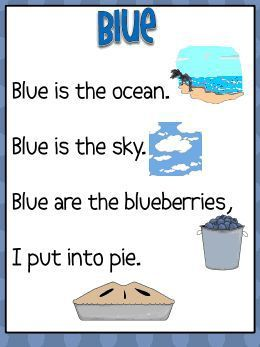 Blue
Blue is the ocean.
Blue is the sky.
Blue are the blueberries,
I put into pie.